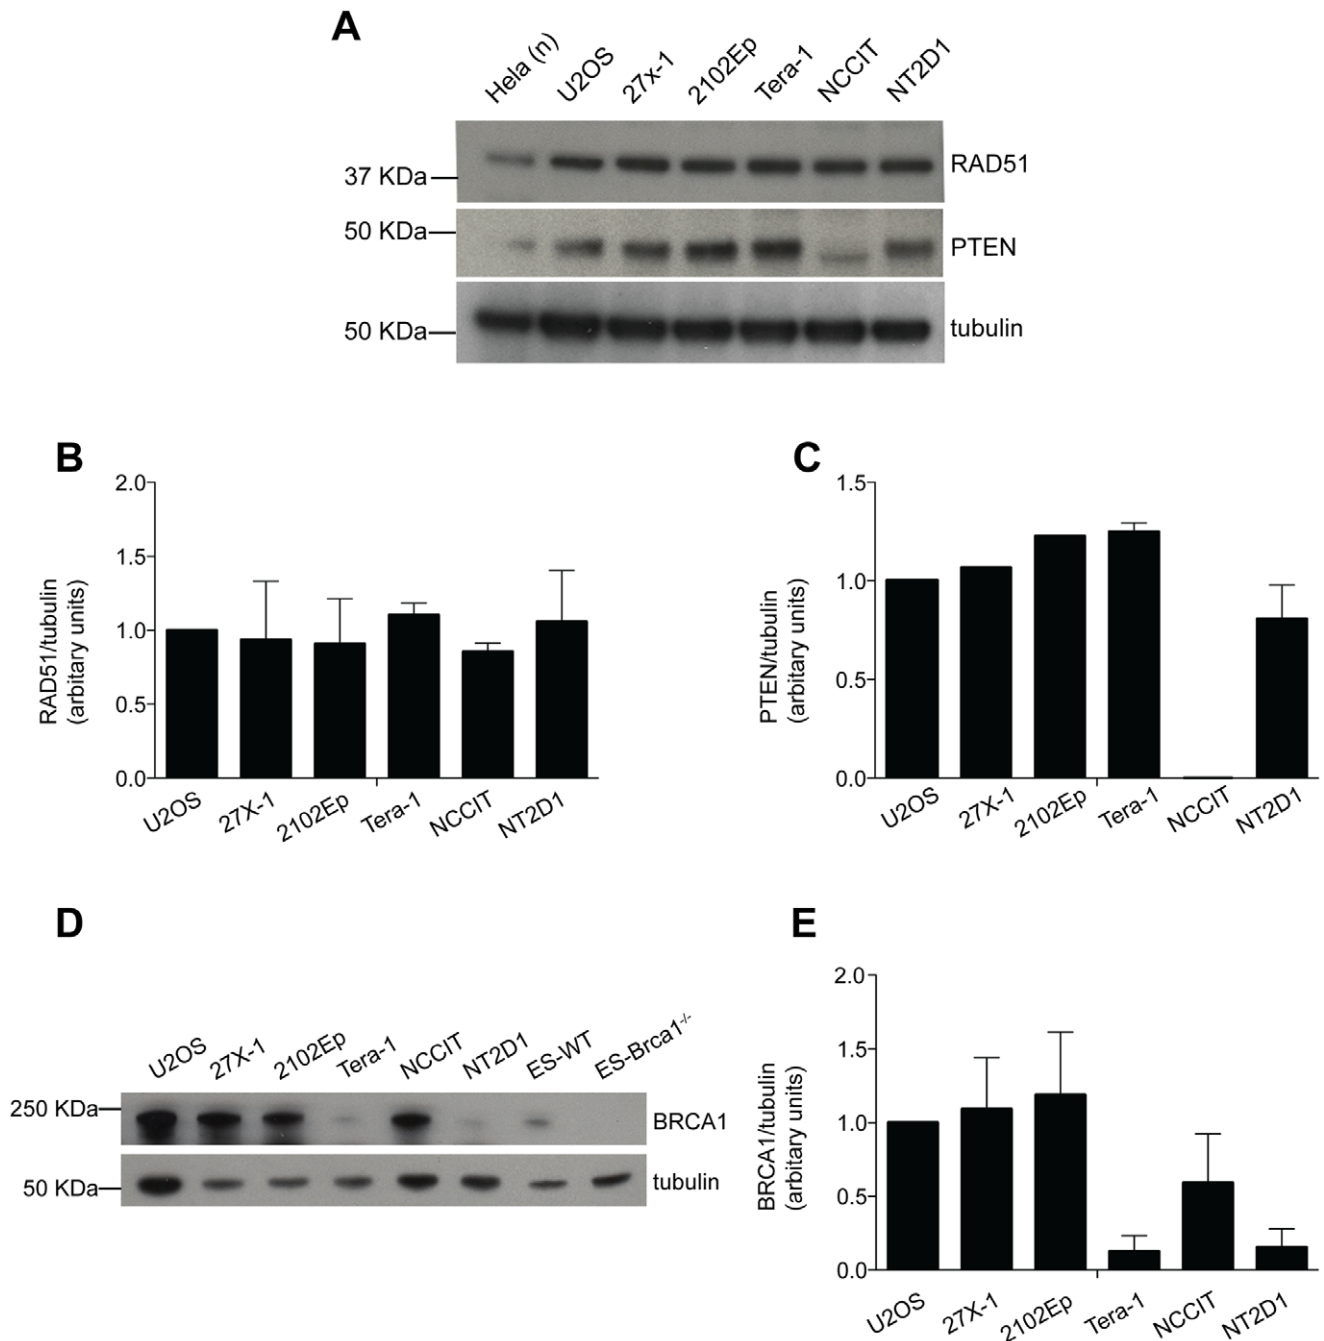 A
Hela (n) U2OS 27x-1 2102Ep Tera-1 NCCIT NT2D1
37 KDa RAD51
50 KDa PTEN
50 KDa tubulin
B
RAD51/tubulin
(arbitary units)
2.0
1.5
1.0
0.5
0.0
U2OS 27X-1 2102Ep Tera-1 NCCIT NT2D1
C
PTEN/tubulin
(arbitary units)
1.5
1.0
0.5
0.0
U2OS 27X-1 2102Ep Tera-1 NCCIT NT2D1
D
U2OS 27X-1 2102Ep Tera-1 NCCIT NT2D1 ES-WT ES-Brca1-/-
250 KDa BRCA1
50 KDa tubulin
E
BRCA1/tubulin
(arbitary units)
2.0
1.5
1.0
0.5
0.0
U2OS 27X-1 2102Ep Tera-1 NCCIT NT2D1